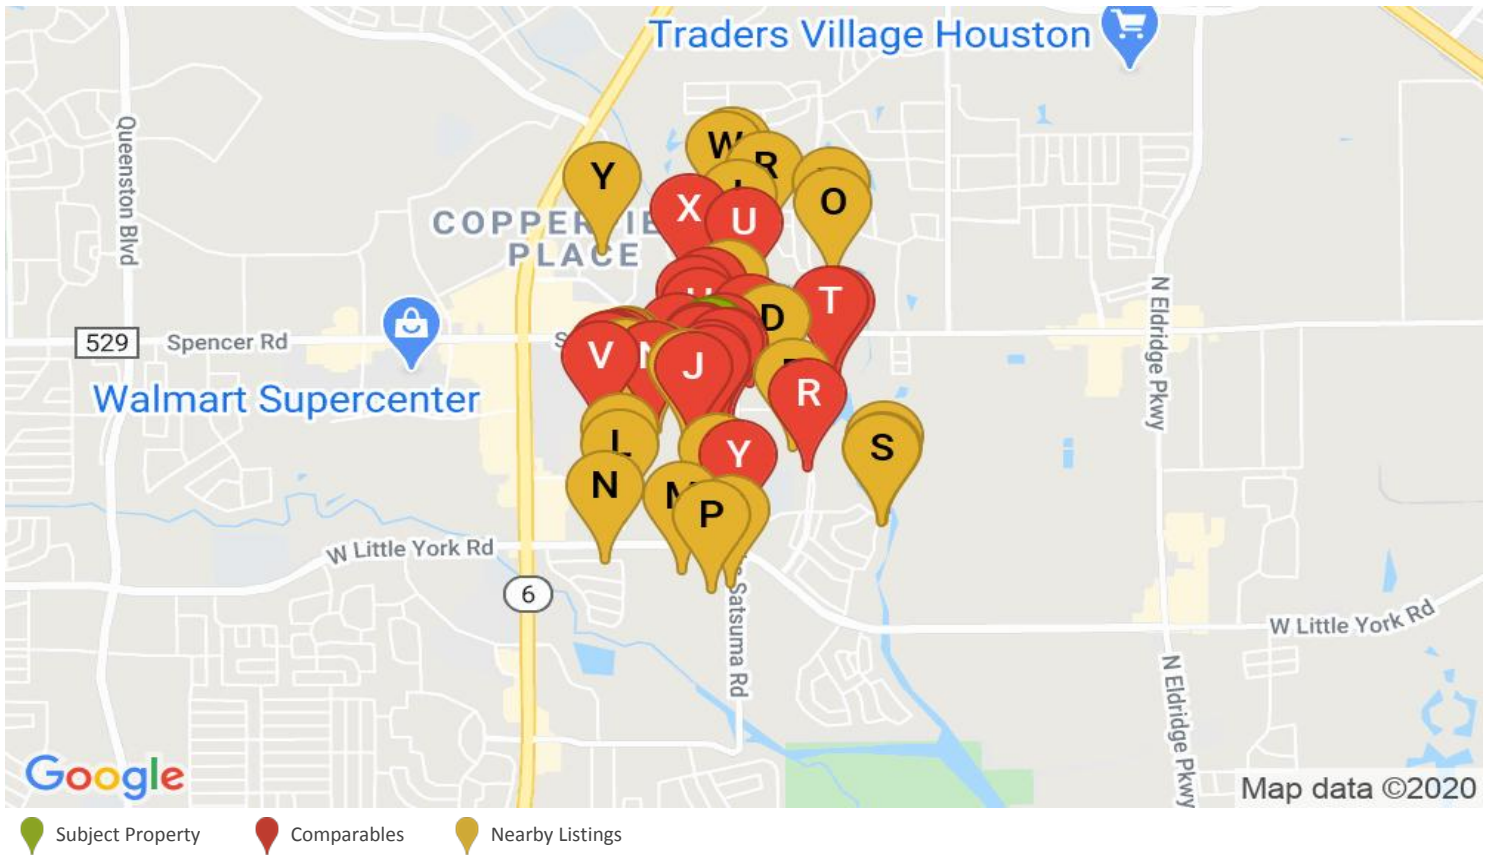 Traders Village Houston
Queenston Blvd
W
R
Y
O
X
U
COPPERFIE
PLACE
T
D
N Eldridge Pkwy
529
Spencer Rd
V
J
R
Walmart Supercenter
L
Y
S
N
M
P
W Little York Rd
6
Satsuma Rd
W Little York Rd
N Eldridge Pkwy
Google
Map data ©2020
Subject Property
Comparables
Nearby Listings